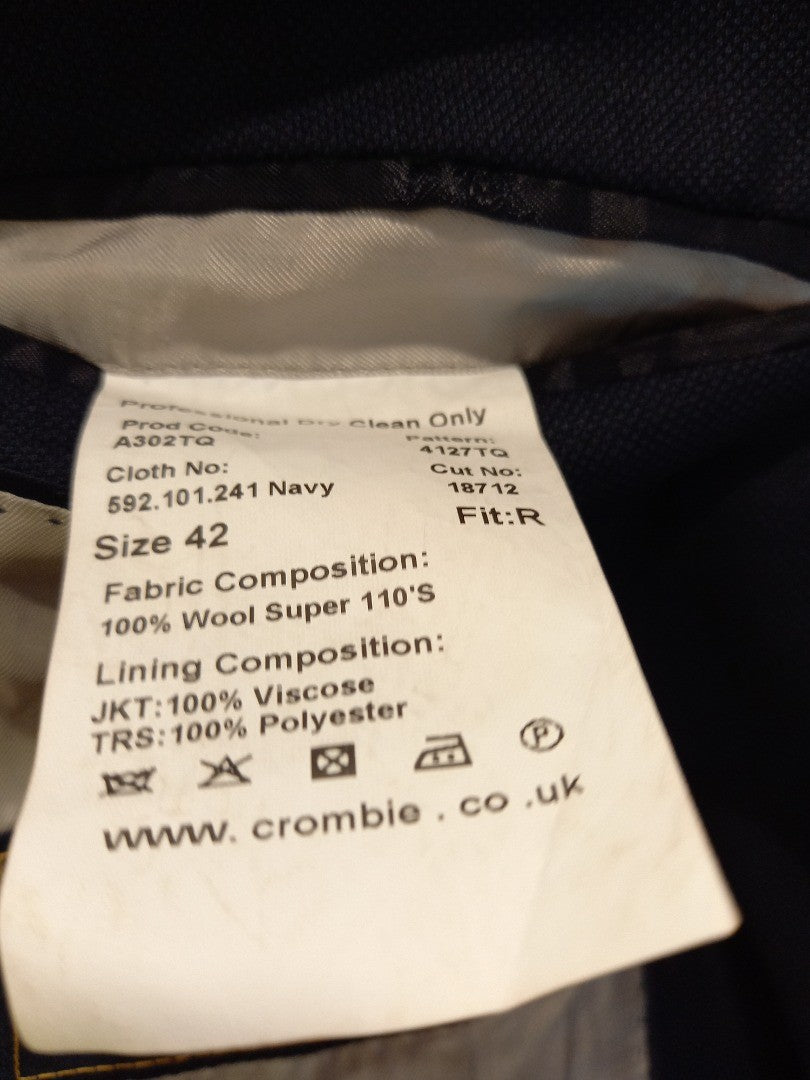 Professional Dry Clean Only
Prod Code: Pattern:
A302TQ 4127TQ
Cloth No: Cut No:
592.101.241 Navy 18712
Size 42 Fit:R
Fabric Composition:
100% Wool Super 110'S
Lining Composition:
JKT:100% Viscose
TRS:100% Polyester
P
www. crombie . co .uk